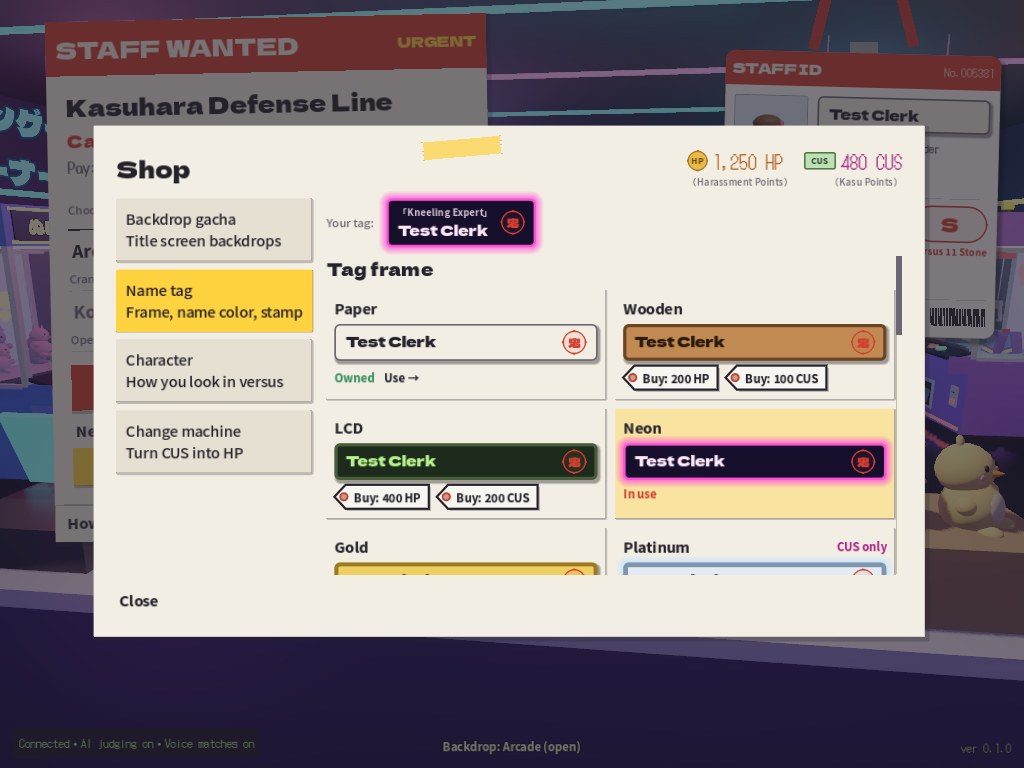 STAFF WANTED
URGENT
Kasuhara Defense Line
STAFF ID
No. 005381
Test Clerk
Pay:
Shop
HP
1,250 HP
(Harassment Points)
CUS
480 CUS
(Kasu Points)
Backdrop gacha
Title screen backdrops
Name tag
Frame, name color, stamp
Character
How you look in versus
Change machine
Turn CUS into HP
Your tag:
「Kneeling Expert」
Test Clerk
Tag frame
Paper
Test Clerk
Owned
Use →
Wooden
Test Clerk
Buy: 200 HP
Buy: 100 CUS
LCD
Test Clerk
Buy: 400 HP
Buy: 200 CUS
Neon
Test Clerk
In use
Gold
Platinum
CUS only
Close
S
Connected • AI judging on • Voice matches on
Backdrop: Arcade (open)
ver 0.1.0